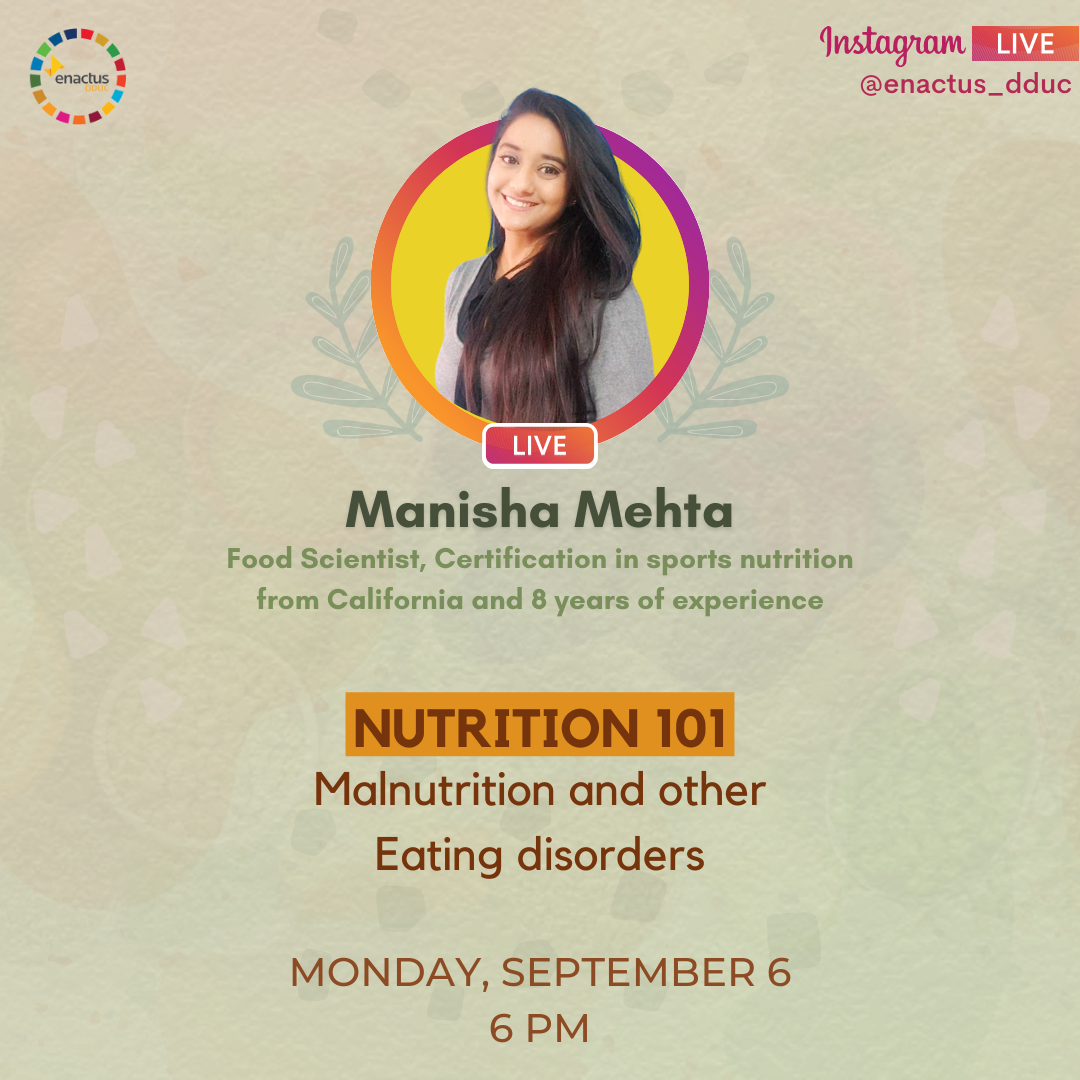 enactus
DDUC
Instagram LIVE
@enactus_dduc
LIVE
Manisha Mehta
Food Scientist, Certification in sports nutrition
from California and 8 years of experience
NUTRITION 101
Malnutrition and other
Eating disorders
MONDAY, SEPTEMBER 6
6 PM